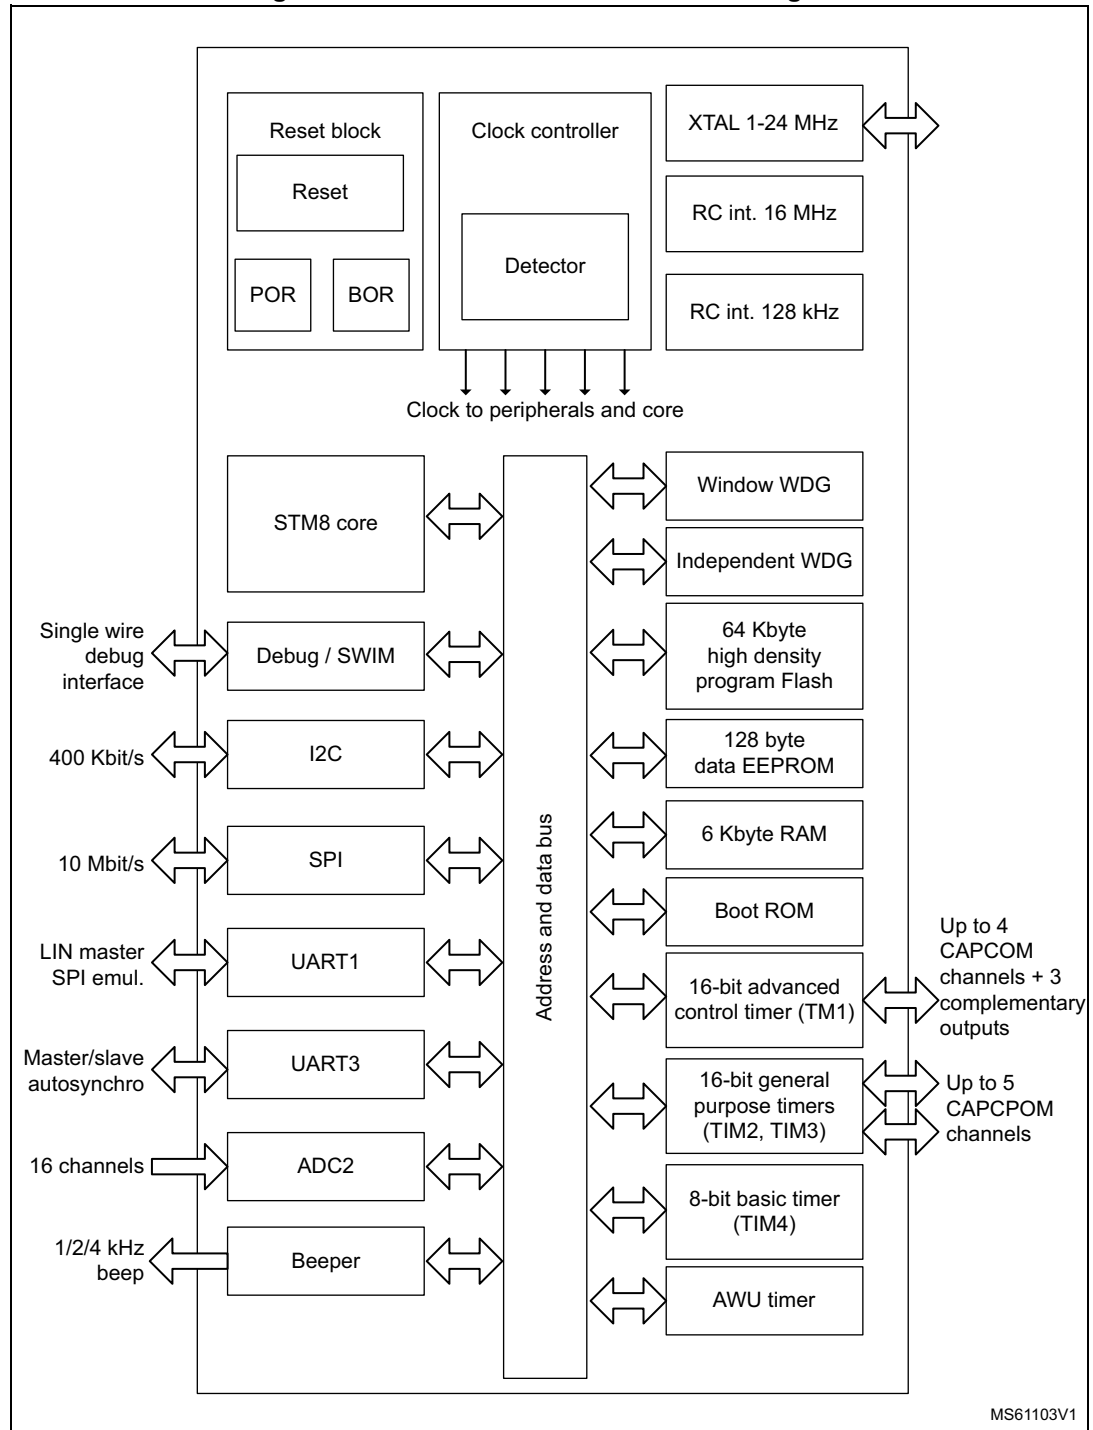 Reset block
Reset
POR
BOR
Clock controller
Detector
XTAL 1-24 MHz
RC int. 16 MHz
RC int. 128 kHz
Clock to peripherals and core
STM8 core
Single wire
debug
interface
Debug / SWIM
400 Kbit/s
I2C
10 Mbit/s
SPI
LIN master
SPI emul.
UART1
Master/slave
autosynchro
UART3
16 channels
ADC2
1/2/4 kHz
beep
Beeper
Address and data bus
Window WDG
Independent WDG
64 Kbyte
high density
program Flash
128 byte
data EEPROM
6 Kbyte RAM
Boot ROM
16-bit advanced
control timer (TM1)
Up to 4
CAPCOM
channels + 3
complementary
outputs
16-bit general
purpose timers
(TIM2, TIM3)
Up to 5
CAPCPOM
channels
8-bit basic timer
(TIM4)
AWU timer
MS61103V1